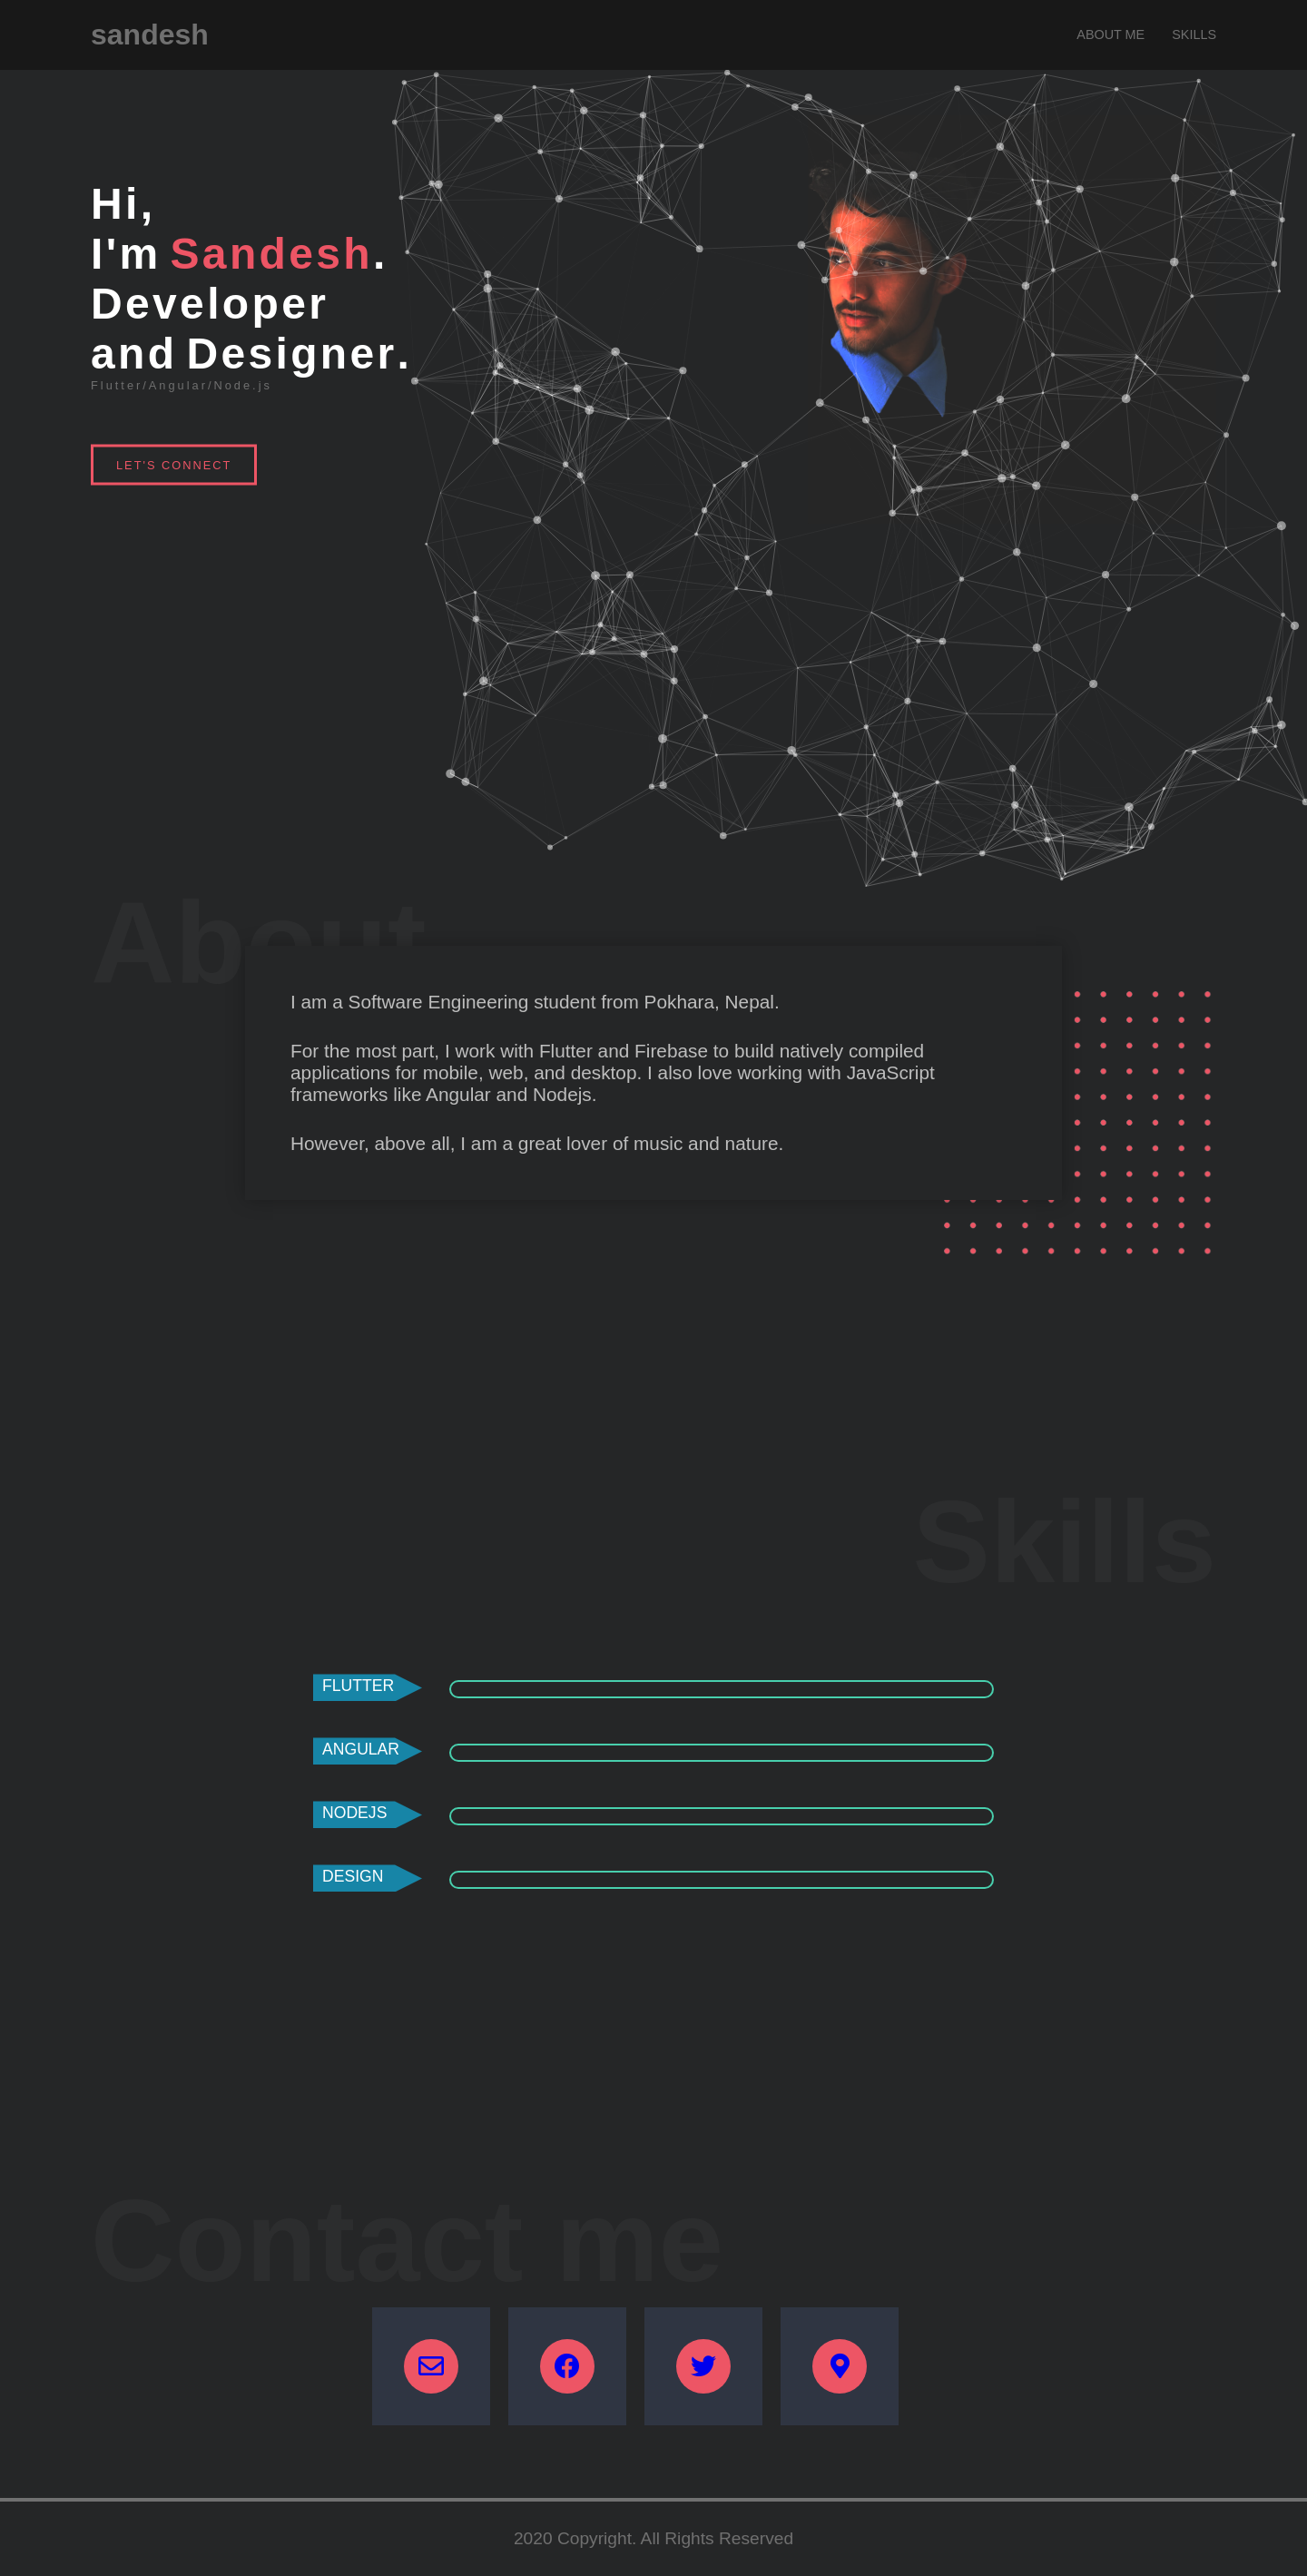 sandesh
ABOUT ME SKILLS
Hi,
I'm Sandesh.
Developer
and Designer.
Flutter/Angular/Node.js
LET'S CONNECT
About
I am a Software Engineering student from Pokhara, Nepal.
For the most part, I work with Flutter and Firebase to build natively compiled
applications for mobile, web, and desktop. I also love working with JavaScript
frameworks like Angular and Nodejs.
However, above all, I am a great lover of music and nature.
Skills
FLUTTER
ANGULAR
NODEJS
DESIGN
Contact me
2020 Copyright. All Rights Reserved